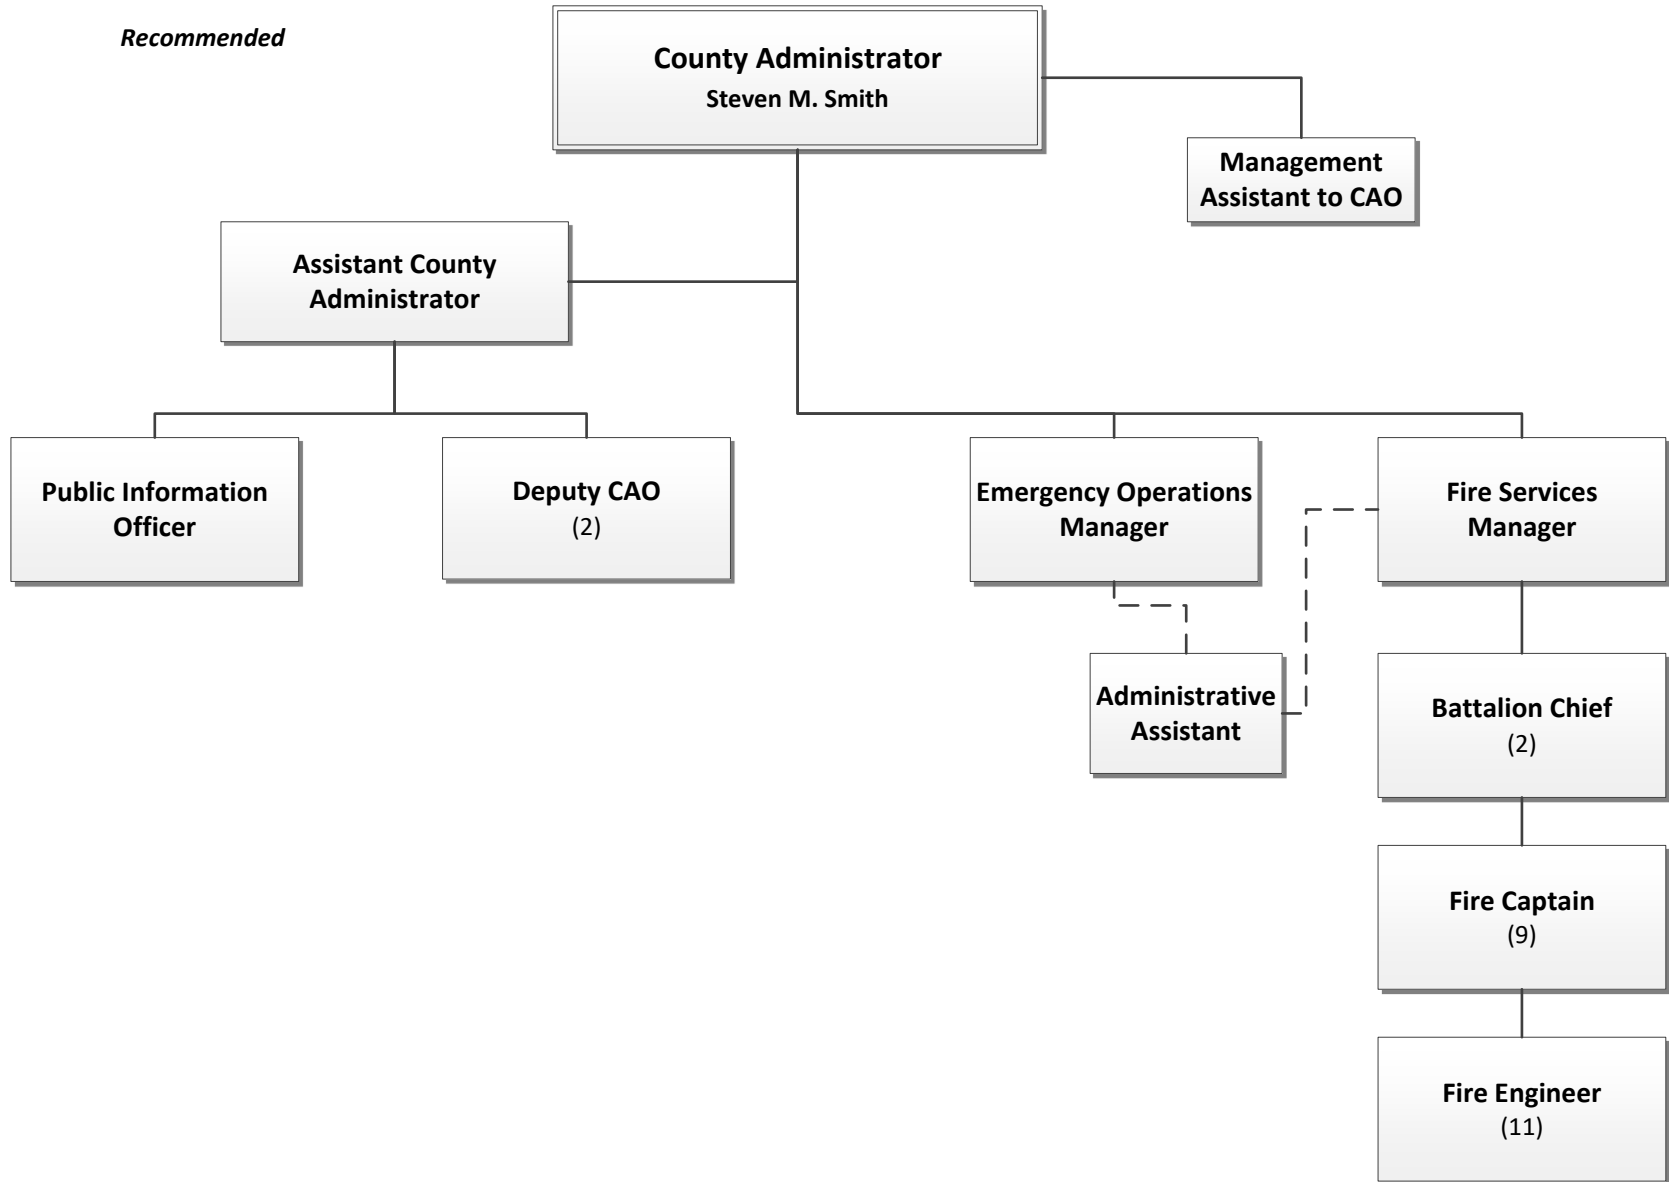 Recommended
County Administrator
Steven M. Smith
Management
Assistant to CAO
Assistant County
Administrator
Public Information
Officer
Deputy CAO
(2)
Emergency Operations
Manager
Fire Services
Manager
Administrative
Assistant
Battalion Chief
(2)
Fire Captain
(9)
Fire Engineer
(11)